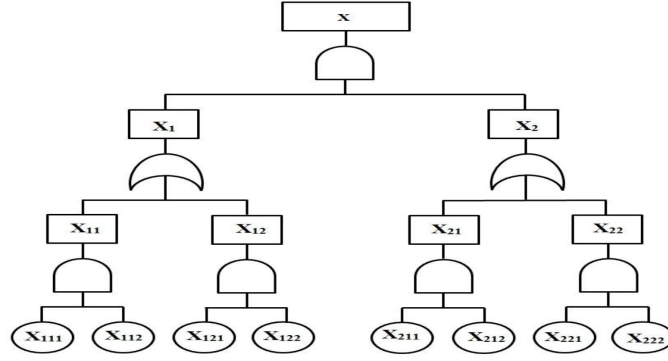 X
X₁ X₂
X₁₁ X₁₂ X₂₁ X₂₂
X₁₁₁ X₁₁₂ X₁₂₁ X₁₂₂ X₂₁₁ X₂₁₂ X₂₂₁ X₂₂₂